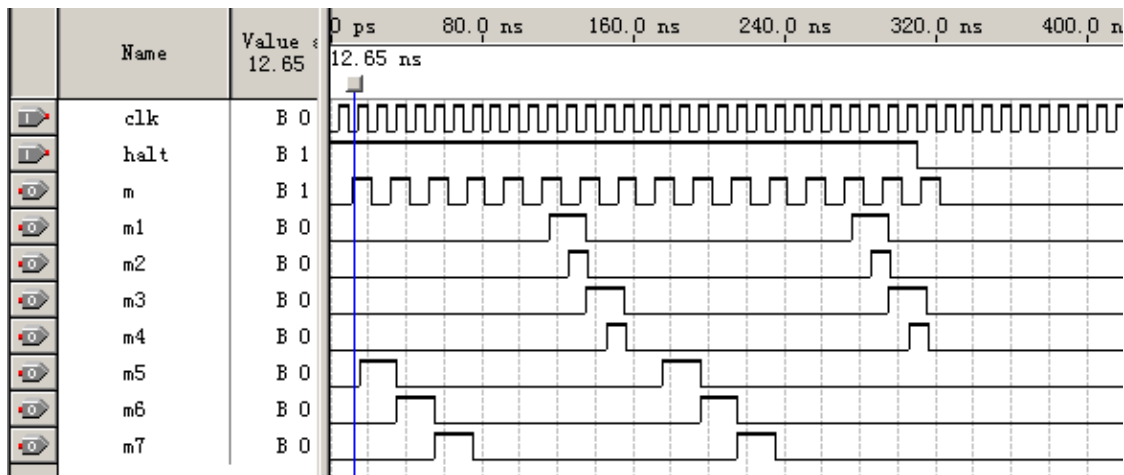 0 ps 80.0 ns 160.0 ns 240.0 ns 320.0 ns 400.0 n
Name Value 12.65 12.65 ns
clk B 0
halt B 1
m B 1
m1 B 0
m2 B 0
m3 B 0
m4 B 0
m5 B 0
m6 B 0
m7 B 0